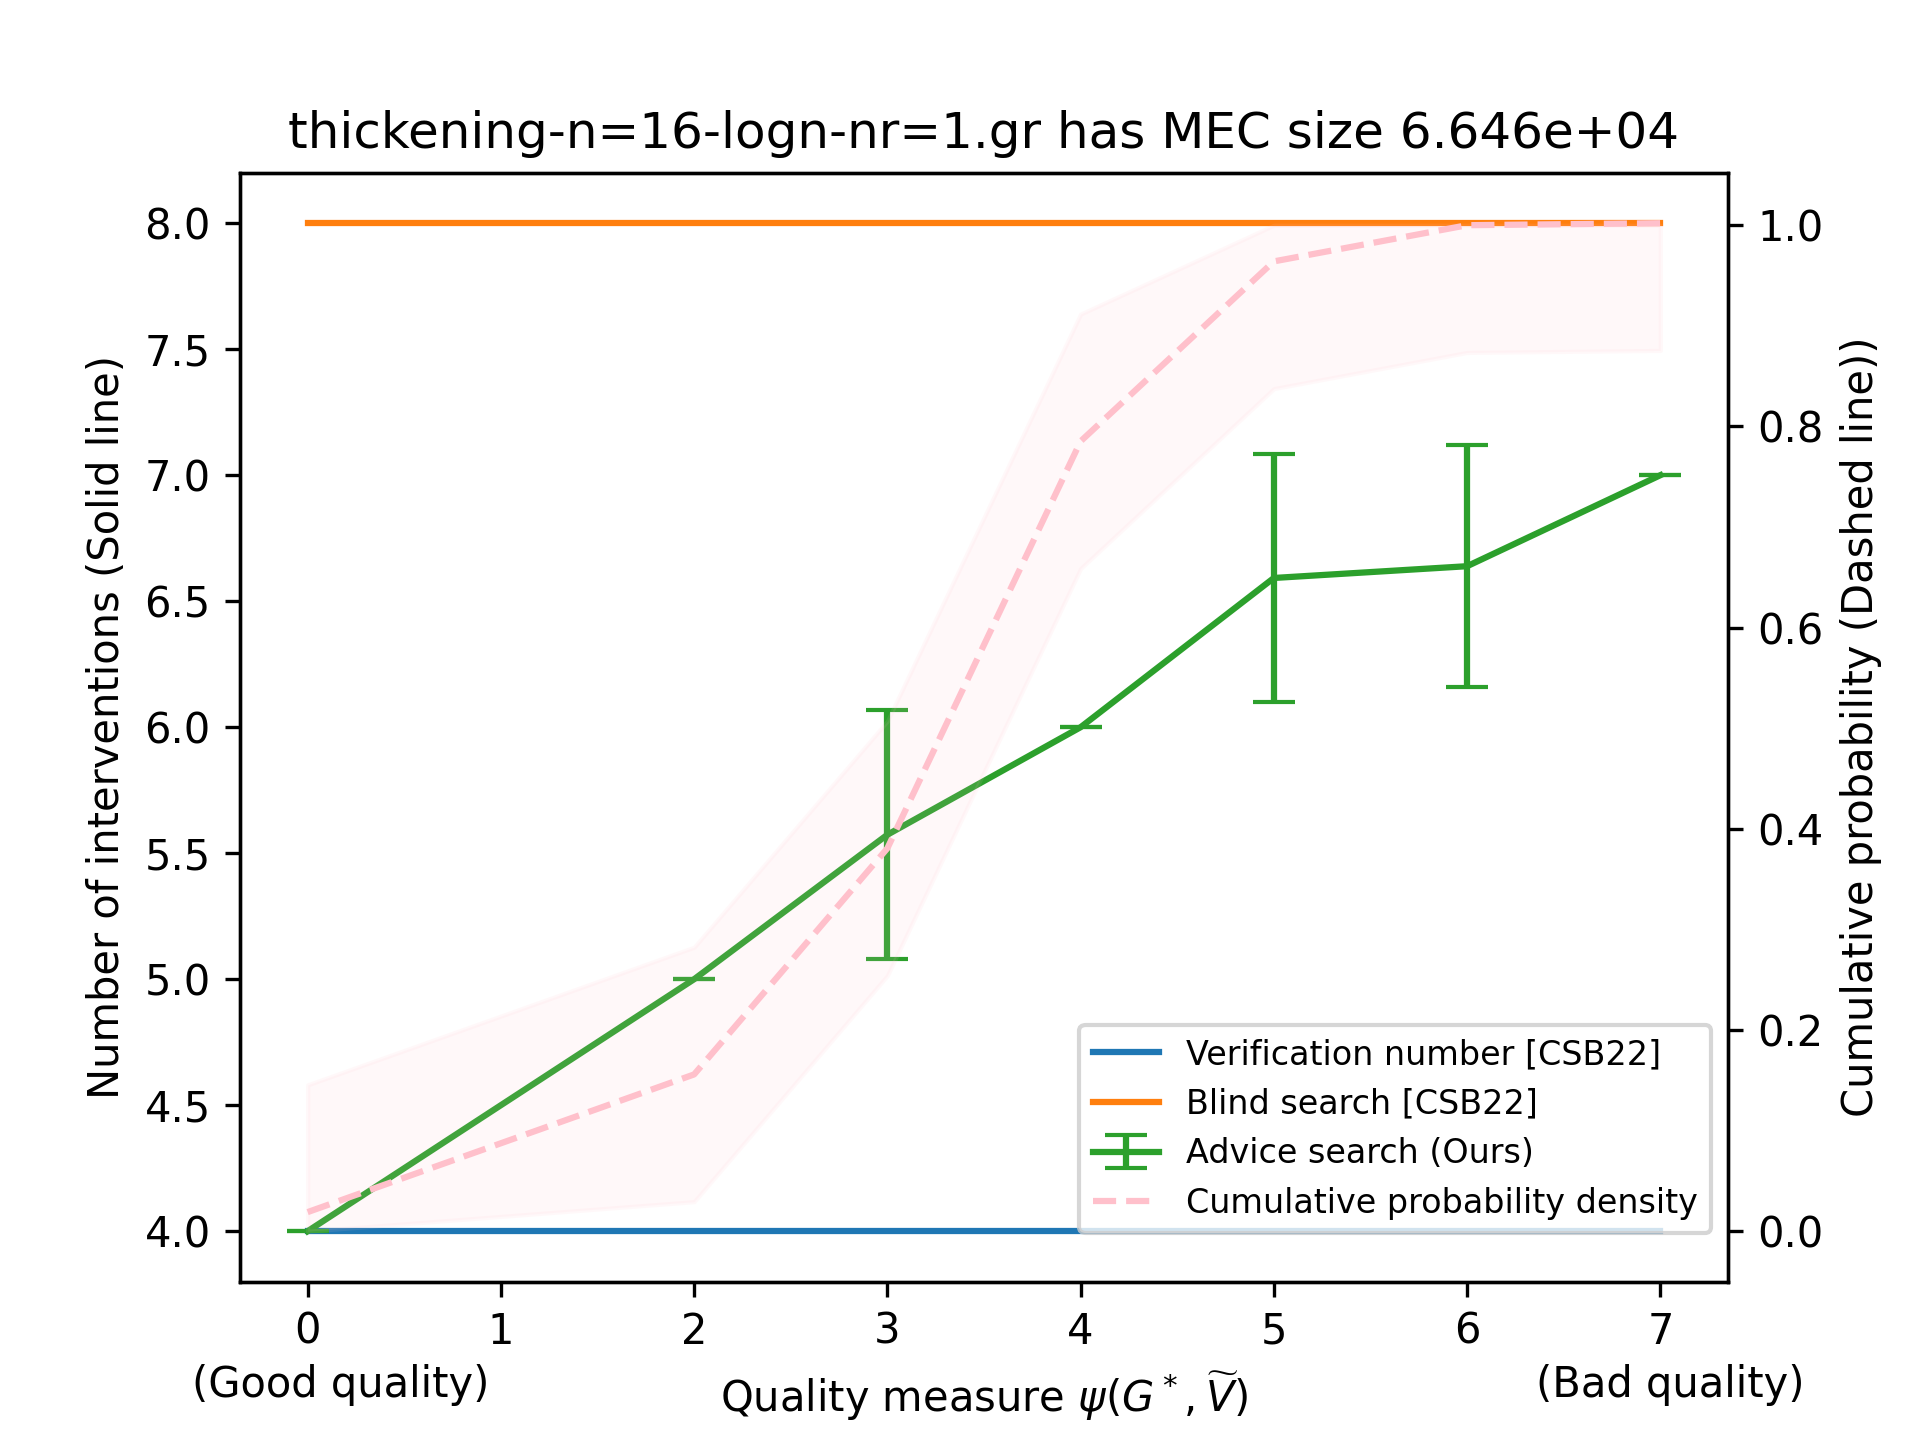 thickening-n=16-logn-nr=1.gr has MEC size 6.646e+04
Number of interventions (Solid line)
8.0
7.5
7.0
6.5
6.0
5.5
5.0
4.5
4.0
1.0
0.8
0.6
0.4
0.2
0.0
Cumulative probability (Dashed line))
Verification number [CSB22]
Blind search [CSB22]
Advice search (Ours)
Cumulative probability density
0 1 2 3 4 5 6 7
(Good quality) Quality measure ψ(G*, Ṽ) (Bad quality)